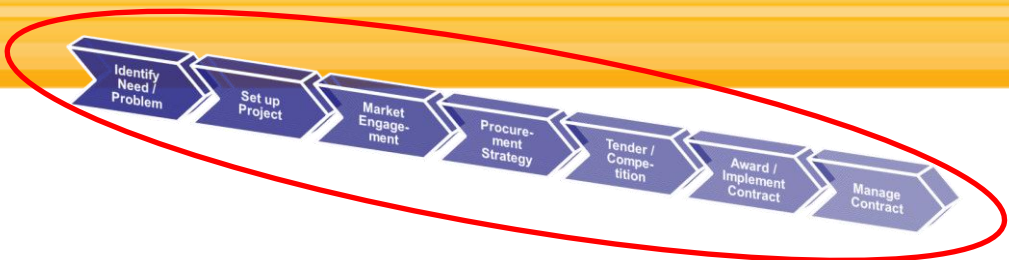 Identify
Need /
Problem
Set up
Project
Market
Engage-
ment
Procure-
ment
Strategy
Tender /
Compe-
tition
Award /
Implement
Contract
Manage
Contract